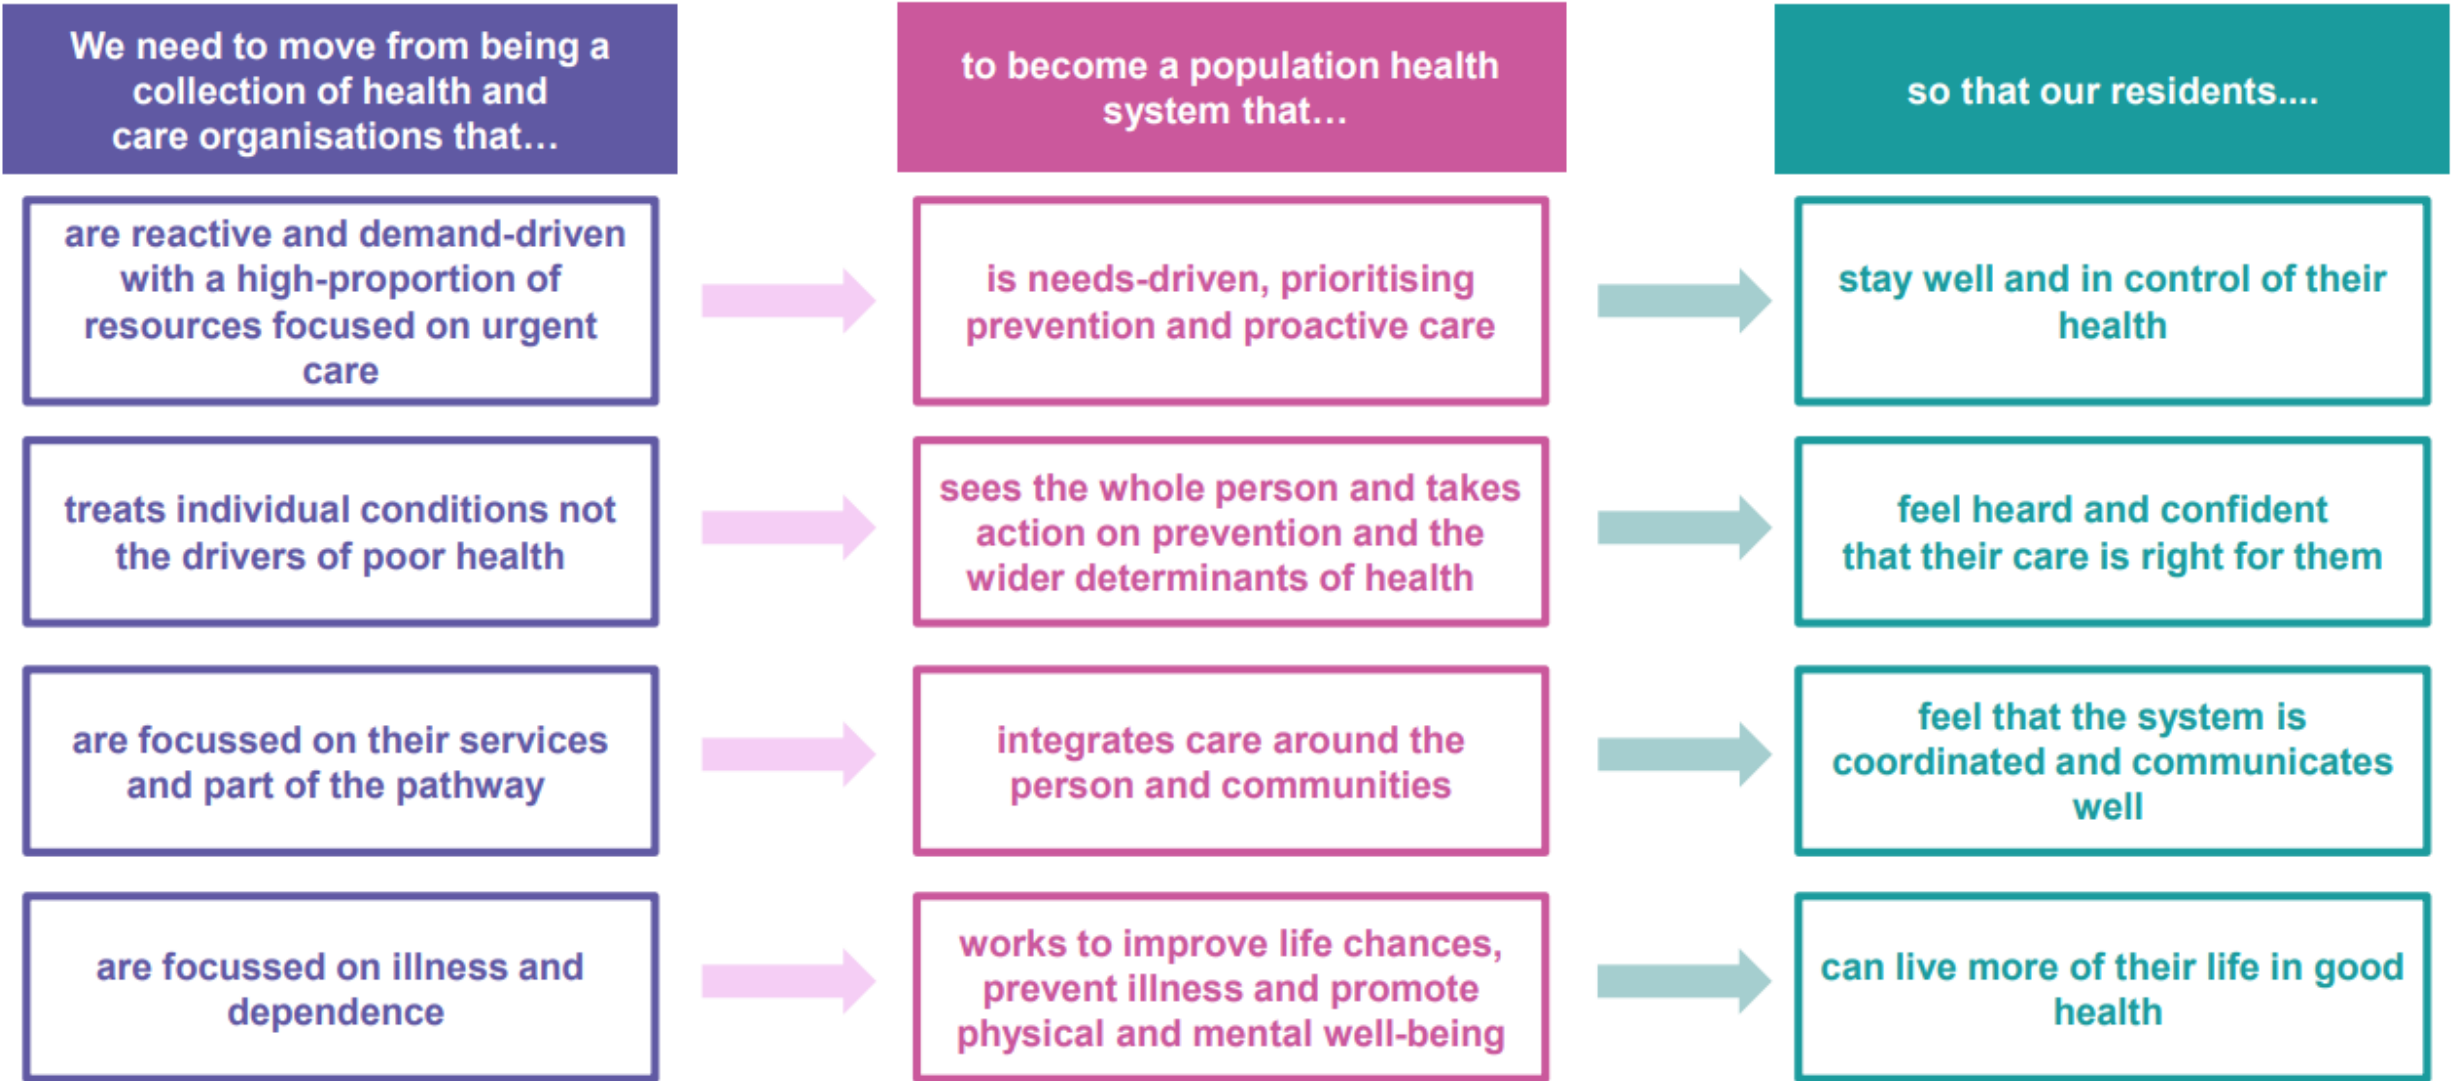 We need to move from being a
collection of health and
care organisations that…
to become a population health
system that…
so that our residents....
are reactive and demand-driven
with a high-proportion of
resources focused on urgent
care
is needs-driven, prioritising
prevention and proactive care
stay well and in control of their
health
treats individual conditions not
the drivers of poor health
sees the whole person and takes
action on prevention and the
wider determinants of health
feel heard and confident
that their care is right for them
are focussed on their services
and part of the pathway
integrates care around the
person and communities
feel that the system is
coordinated and communicates
well
are focussed on illness and
dependence
works to improve life chances,
prevent illness and promote
physical and mental well-being
can live more of their life in good
health